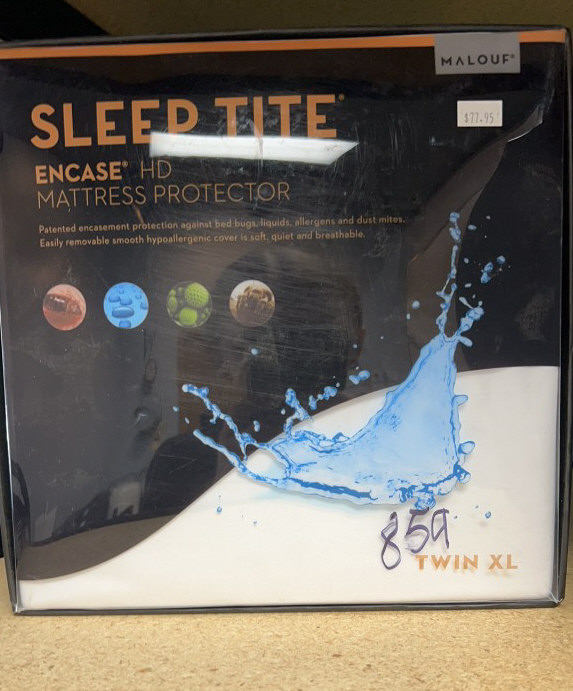 MALOUF®
SLEEP TITE®
$77.95
ENCASE® HD
MATTRESS PROTECTOR
Patented encasement protection against bed bugs, liquids, allergens and dust mites.
Easily removable smooth hypoallergenic cover is soft, quiet and breathable.
TWIN XL